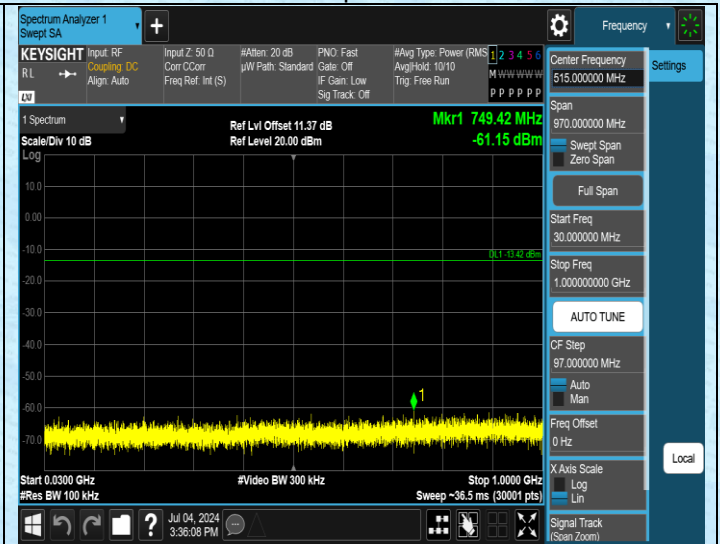 Spectrum Analyzer 1
Swept SA
+
Frequency
KEYSIGHT
RL
LXI
Input: RF
Coupling: DC
Align: Auto
Input Z: 50 Ω
Corr CCorr
Freq Ref: Int (S)
#Atten: 20 dB
µW Path: Standard
PNO: Fast
Gate: Off
IF Gain: Low
Sig Track: Off
#Avg Type: Power (RMS
Avg|Hold: 10/10
Trig: Free Run
1 2 3 4 5 6
M W W W W W
P P P P P P
1 Spectrum
Scale/Div 10 dB
Log
Ref Lvl Offset 11.37 dB
Ref Level 20.00 dBm
Mkr1 749.42 MHz
-61.15 dBm
10.0
0.00
-10.0
DL1 -13.42 dBm
-20.0
-30.0
-40.0
-50.0
1
-60.0
-70.0
Start 0.0300 GHz
#Res BW 100 kHz
#Video BW 300 kHz
Stop 1.0000 GHz
Sweep ~36.5 ms (30001 pts)
?
Jul 04, 2024
3:36:08 PM
Center Frequency
515.000000 MHz
Span
970.000000 MHz
Swept Span
Zero Span
Full Span
Start Freq
30.000000 MHz
Stop Freq
1.000000000 GHz
AUTO TUNE
CF Step
97.000000 MHz
Auto
Man
Freq Offset
0 Hz
X Axis Scale
Log
Lin
Signal Track
(Span Zoom)
Settings
Local